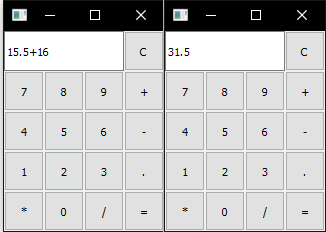 15.5+16 C
7 8 9 +
4 5 6 -
1 2 3 .
* 0 / =
31.5 C
7 8 9 +
4 5 6 -
1 2 3 .
* 0 / =